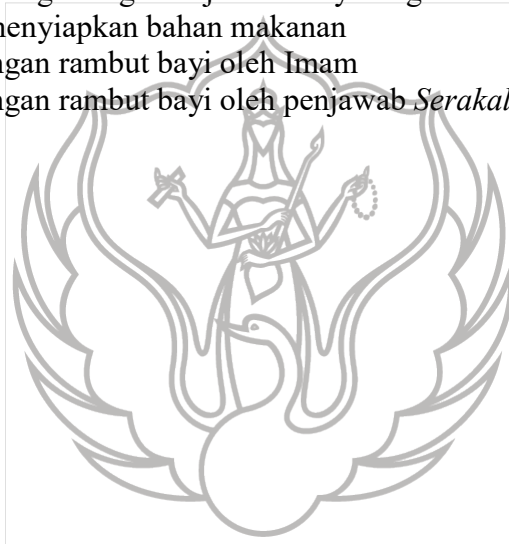 menyiapkan bahan makanan
ngan rambut bayi oleh Imam
ngan rambut bayi oleh penjawab Serakal